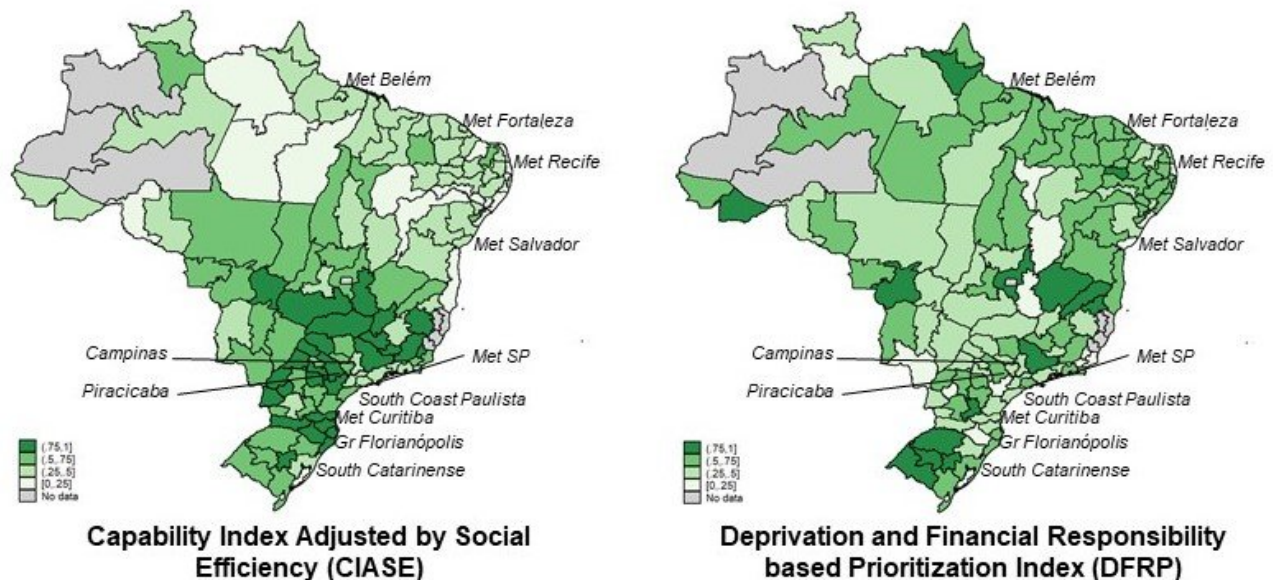 Met Belém
Met Fortaleza
Met Recife
Met Salvador
Campinas
Met SP
Piracicaba
South Coast Paulista
Met Curitiba
Gr Florianópolis
South Catarinense
(.75,1]
(.5,.75]
(.25,.5]
[0,.25]
No data
Capability Index Adjusted by Social
Efficiency (CIASE)
Met Belém
Met Fortaleza
Met Recife
Met Salvador
Campinas
Met SP
Piracicaba
South Coast Paulista
Met Curitiba
Gr Florianópolis
South Catarinense
(.75,1]
(.5,.75]
(.25,.5]
[0,.25]
No data
Deprivation and Financial Responsibility
based Prioritization Index (DFRP)